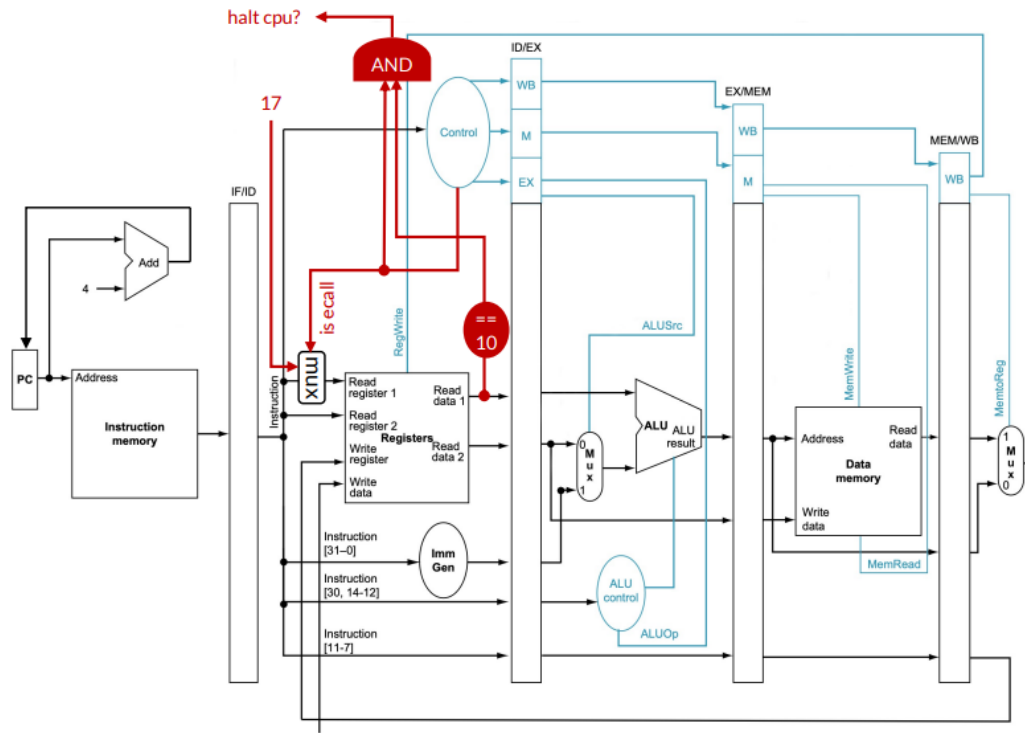 halt cpu?
AND
ID/EX
WB
EX/MEM
17
Control
M
WB
MEM/WB
IF/ID
EX
M
WB
Add
4
is ecall
RegWrite
==
10
ALUSrc
MemWrite
MemtoReg
PC
Address
Instruction
memory
Instruction
mux
Read
register 1
Read
register 2
Write
register
Write
data
Registers
Read
data 1
Read
data 2
0
Mux
1
ALU
ALU
result
Address
Read
data
Data
memory
Write
data
1
Mux
0
MemRead
Instruction
[31–0]
Imm
Gen
Instruction
[30, 14-12]
ALU
control
ALUOp
Instruction
[11-7]